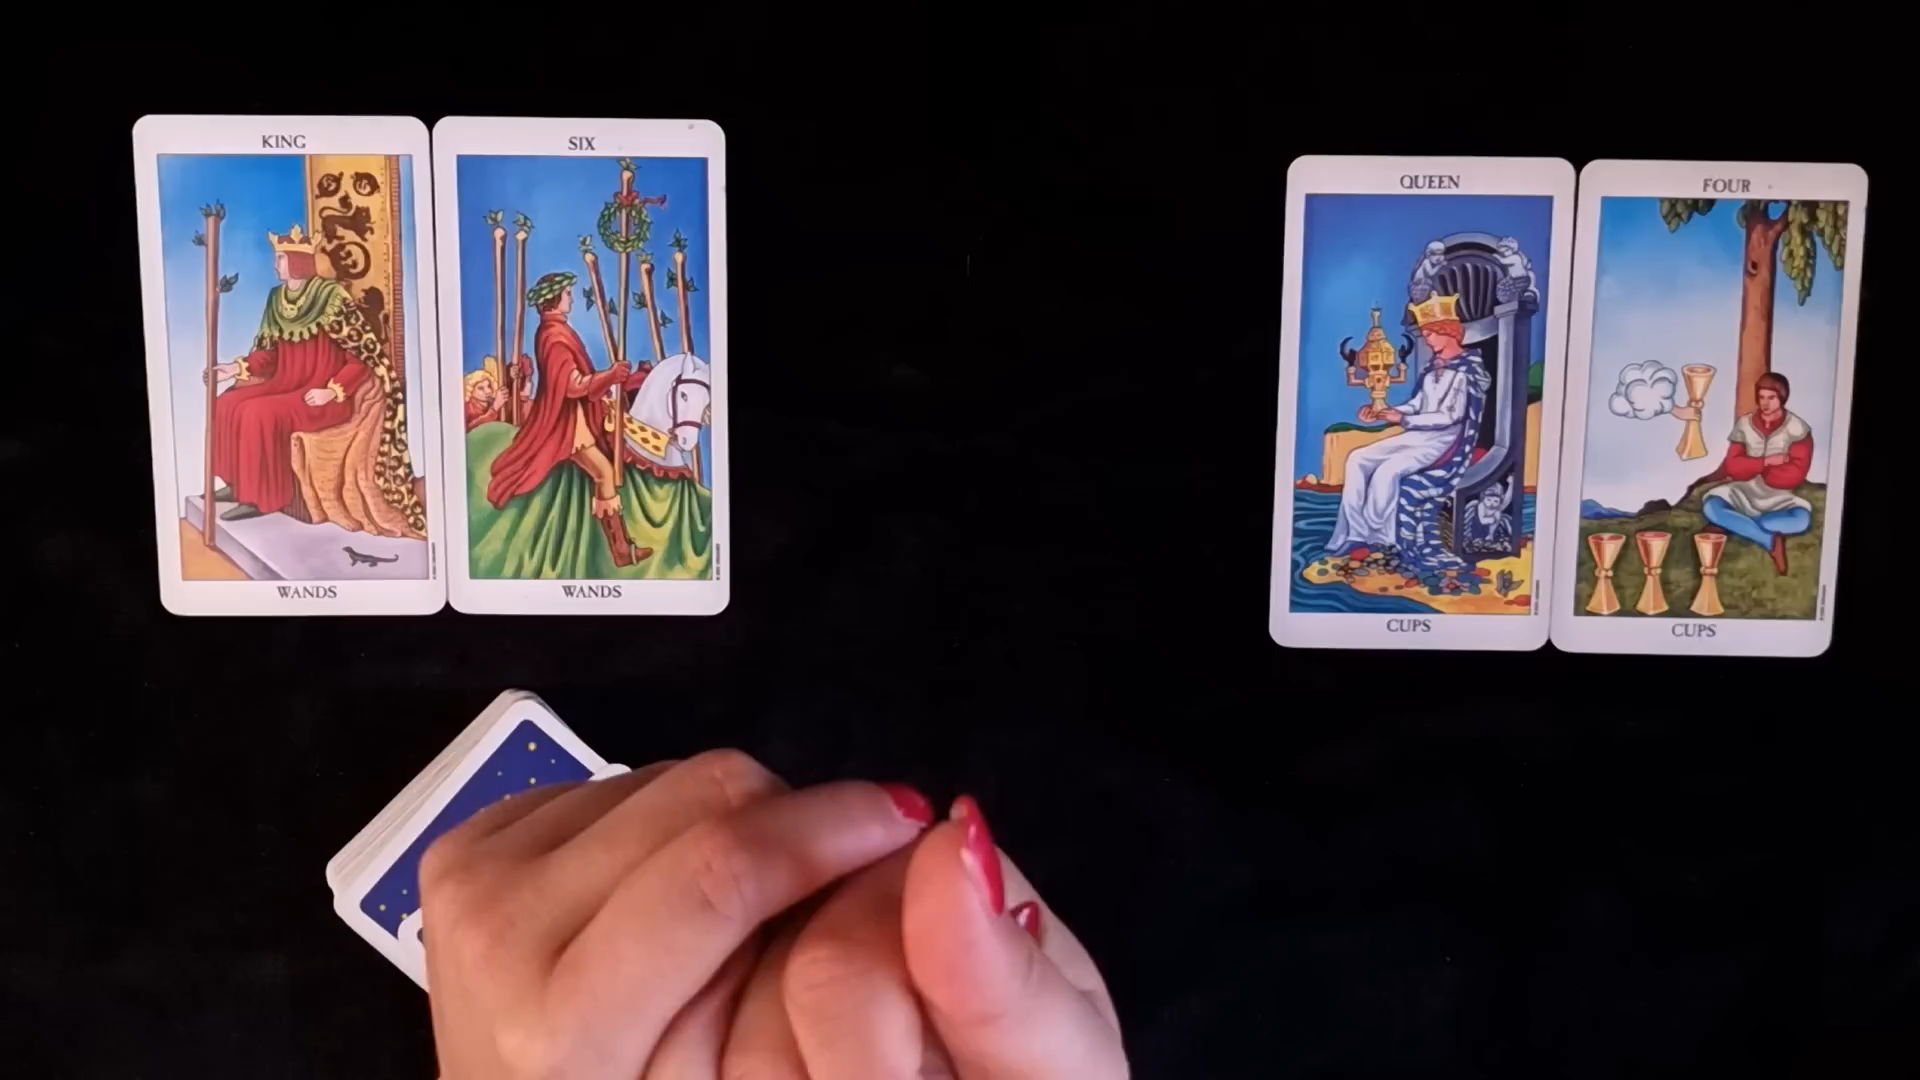 KING
WANDS
SIX
WANDS
QUEEN
CUPS
FOUR
CUPS